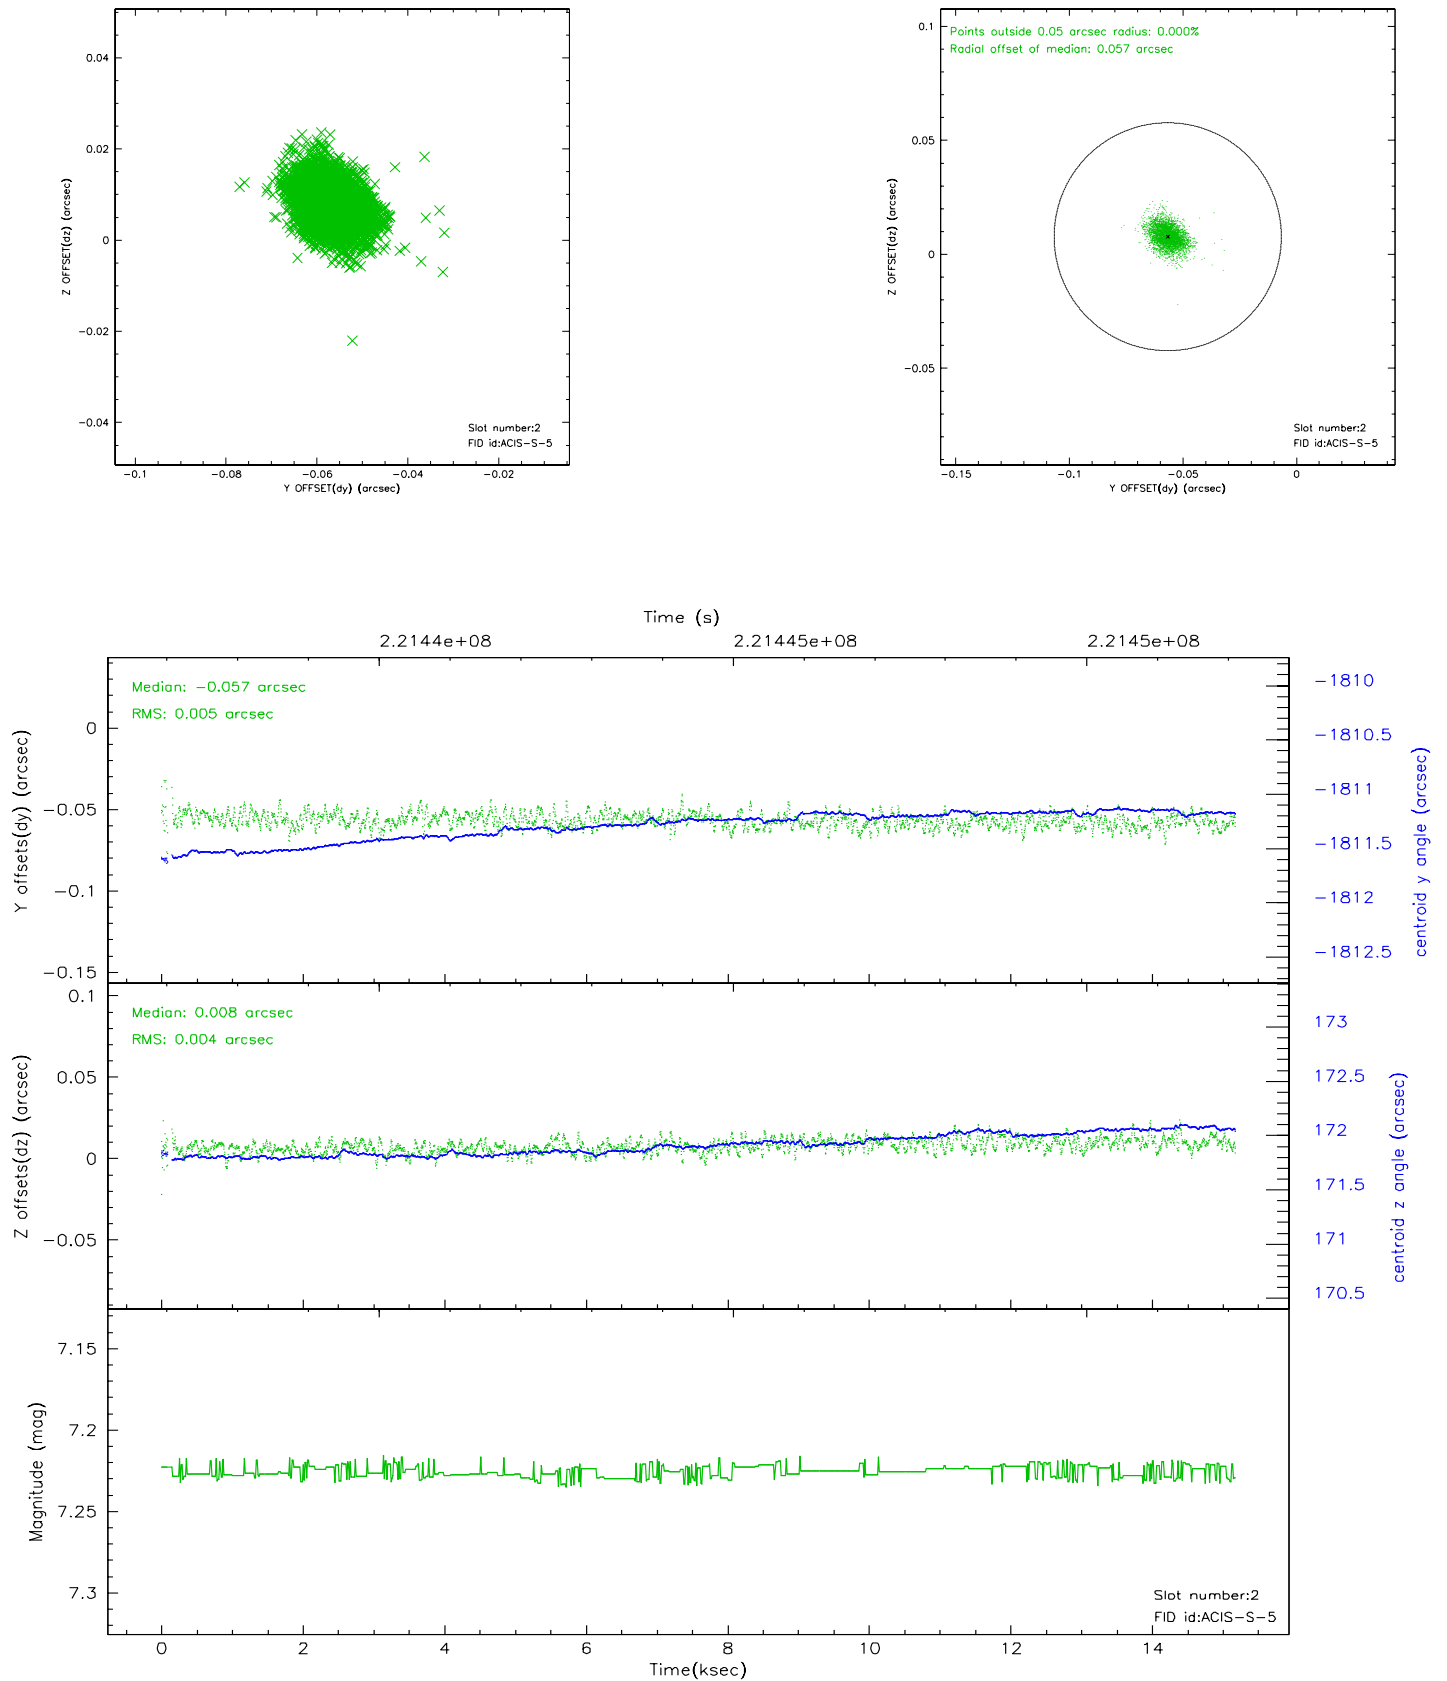 0.04
0.02
0
−0.02
−0.04
Z OFFSET(dz) (arcsec)
Slot number:2
FID id:ACIS−S−5
−0.1 −0.08 −0.06 −0.04 −0.02
Y OFFSET(dy) (arcsec)
Points outside 0.05 arcsec radius: 0.000%
Radial offset of median: 0.057 arcsec
0.1
0.05
0
−0.05
Z OFFSET(dz) (arcsec)
Slot number:2
FID id:ACIS−S−5
−0.15 −0.1 −0.05 0
Y OFFSET(dy) (arcsec)
Time (s)
2.2144e+08 2.21445e+08 2.2145e+08
Median: −0.057 arcsec
RMS: 0.005 arcsec
0
−0.05
−0.1
−0.15
Y offsets(dy) (arcsec)
−1810
−1810.5
−1811
−1811.5
−1812
−1812.5
centroid y angle (arcsec)
Median: 0.008 arcsec
RMS: 0.004 arcsec
0.1
0.05
0
−0.05
Z offsets(dz) (arcsec)
173
172.5
172
171.5
171
170.5
centroid z angle (arcsec)
7.15
7.2
7.25
7.3
Magnitude (mag)
Slot number:2
FID id:ACIS−S−5
0 2 4 6 8 10 12 14
Time(ksec)